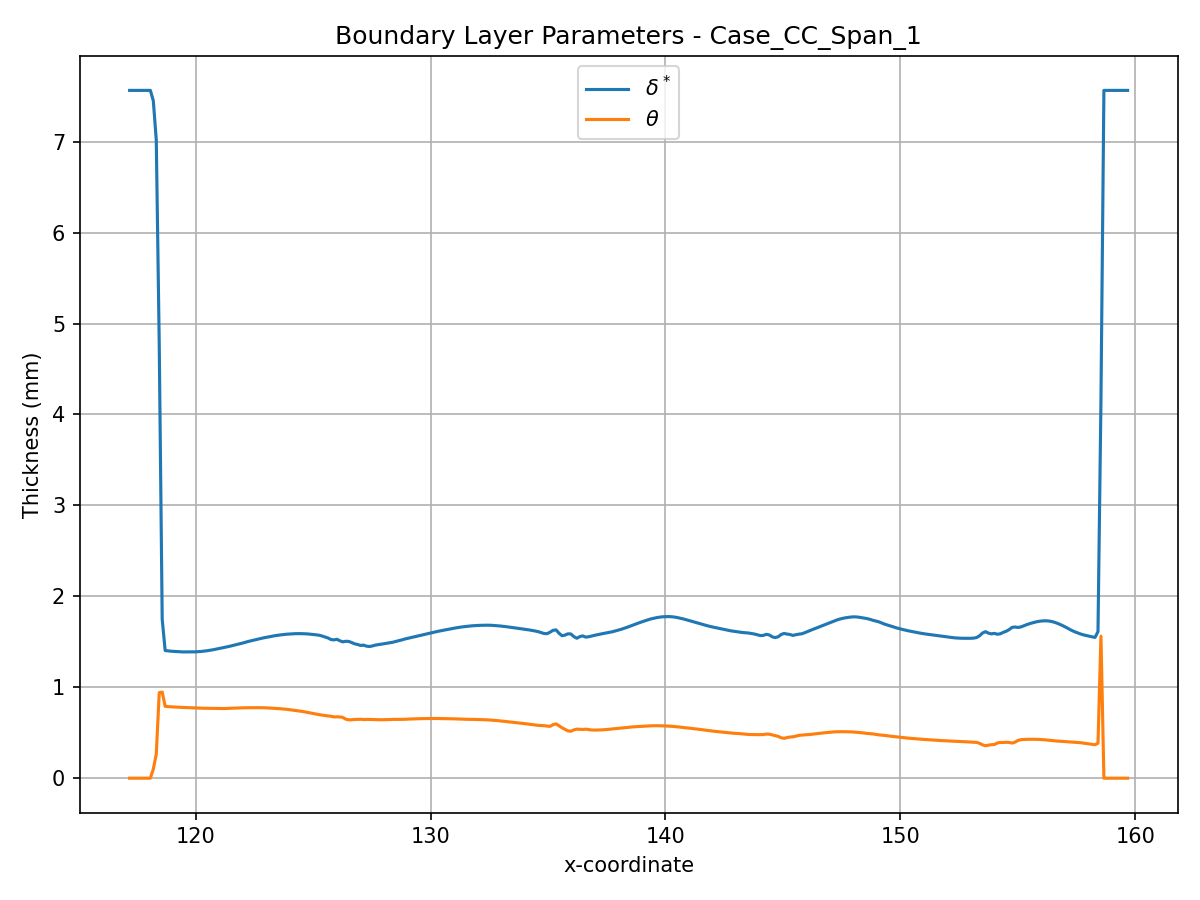 Boundary Layer Parameters - Case_CC_Span_1
δ*
θ
7
6
5
4
3
2
1
0
Thickness (mm)
120 130 140 150 160
x-coordinate